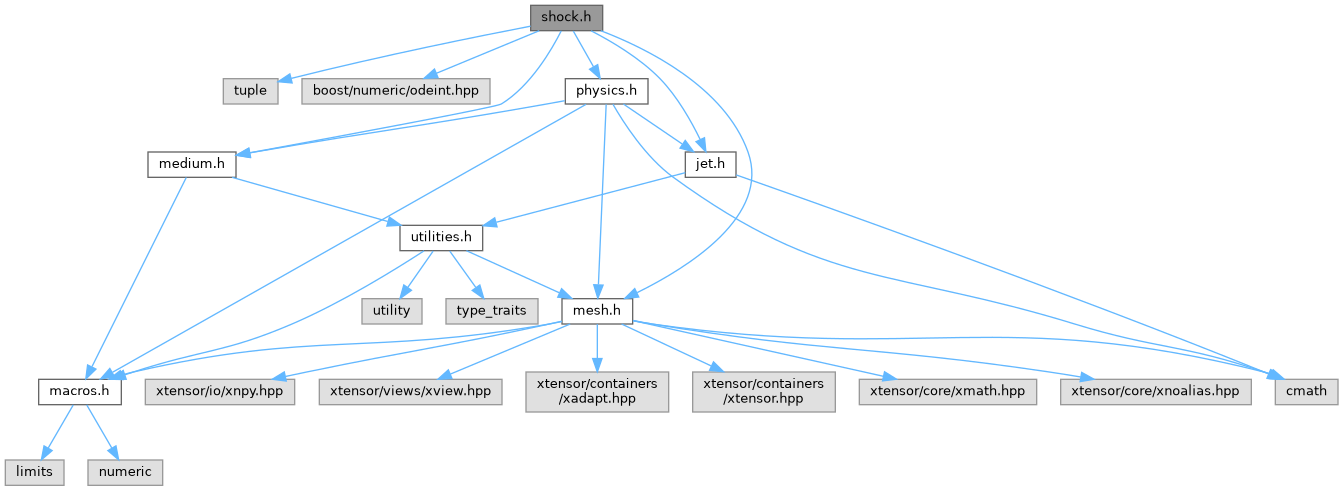 shock.h
tuple
boost/numeric/odeint.hpp
physics.h
medium.h
jet.h
utilities.h
utility
type_traits
mesh.h
macros.h
xtensor/io/xnpy.hpp
xtensor/views/xview.hpp
xtensor/containers
/xadapt.hpp
xtensor/containers
/xtensor.hpp
xtensor/core/xmath.hpp
xtensor/core/xnoalias.hpp
cmath
limits
numeric